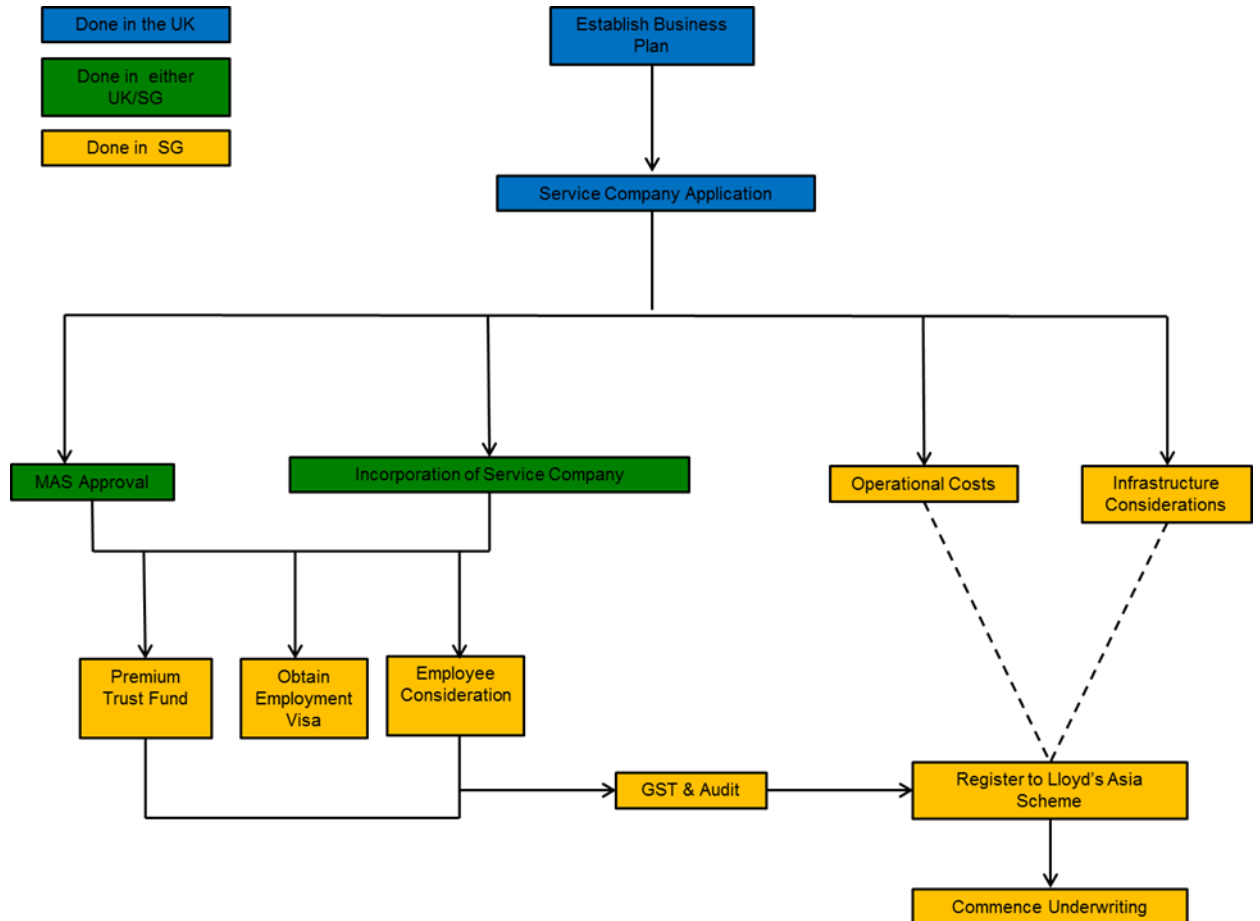 Done in the UK
Establish Business
Plan
Done in either
UK/SG
Done in SG
Service Company Application
MAS Approval
Incorporation of Service Company
Operational Costs
Infrastructure
Considerations
Premium
Trust Fund
Obtain
Employment
Visa
Employee
Consideration
GST & Audit
Register to Lloyd's Asia
Scheme
Commence Underwriting